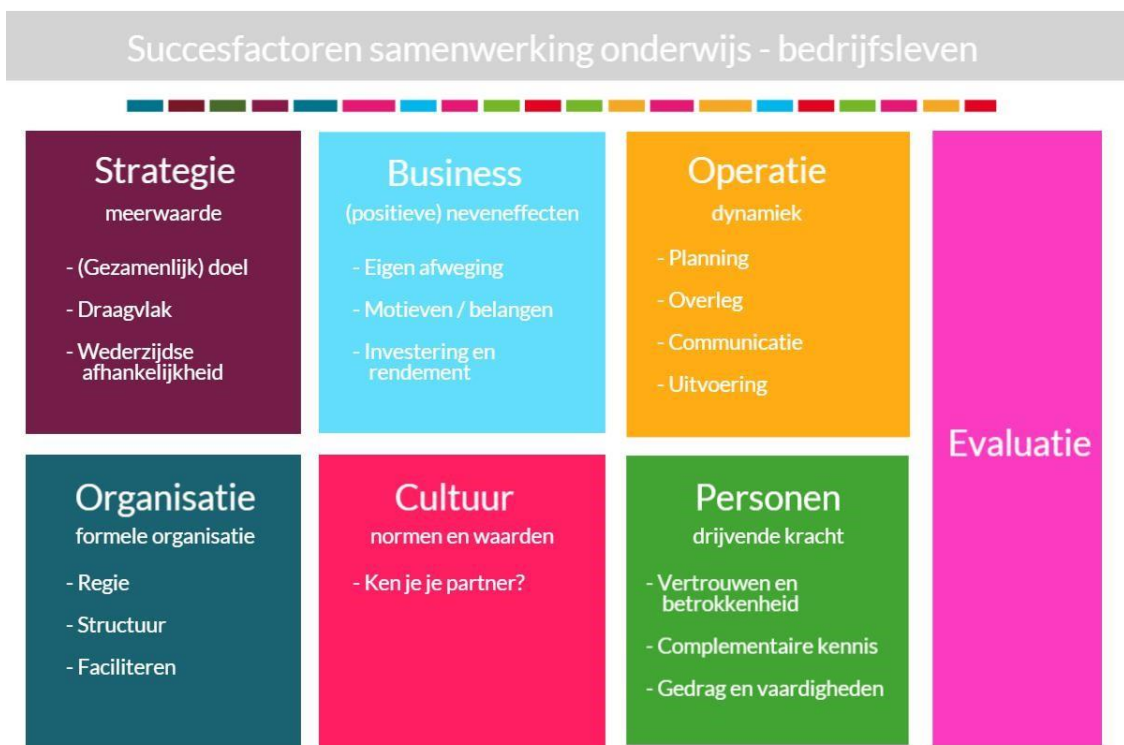 Succesfactoren samenwerking onderwijs - bedrijfsleven
Strategie
meerwaarde
- (Gezamenlijk) doel
- Draagvlak
- Wederzijdse
afhankelijkheid
Business
(positieve) neveneffecten
- Eigen afweging
- Motieven / belangen
- Investering en
rendement
Operatie
dynamiek
- Planning
- Overleg
- Communicatie
- Uitvoering
Organisatie
formele organisatie
- Regie
- Structuur
- Faciliteren
Cultuur
normen en waarden
- Ken je je partner?
Personen
drijvende kracht
- Vertrouwen en
betrokkenheid
- Complementaire kennis
- Gedrag en vaardigheden
Evaluatie